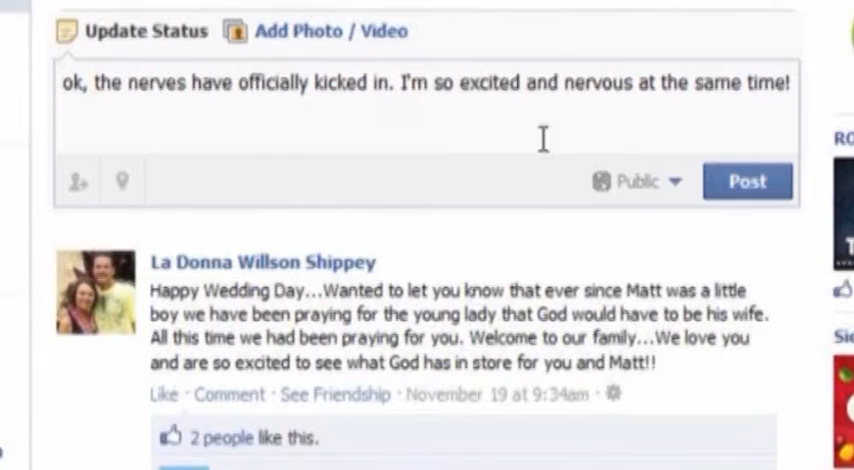 Update Status Add Photo / Video
ok, the nerves have officially kicked in. I'm so excited and nervous at the same time!
Public Post
La Donna Willson Shippey
Happy Wedding Day...Wanted to let you know that ever since Matt was a little
boy we have been praying for the young lady that God would have to be his wife.
All this time we had been praying for you. Welcome to our family...We love you
and are so excited to see what God has in store for you and Matt!!
Like · Comment · See Friendship · November 19 at 9:34am ·
2 people like this.
RO
Sie